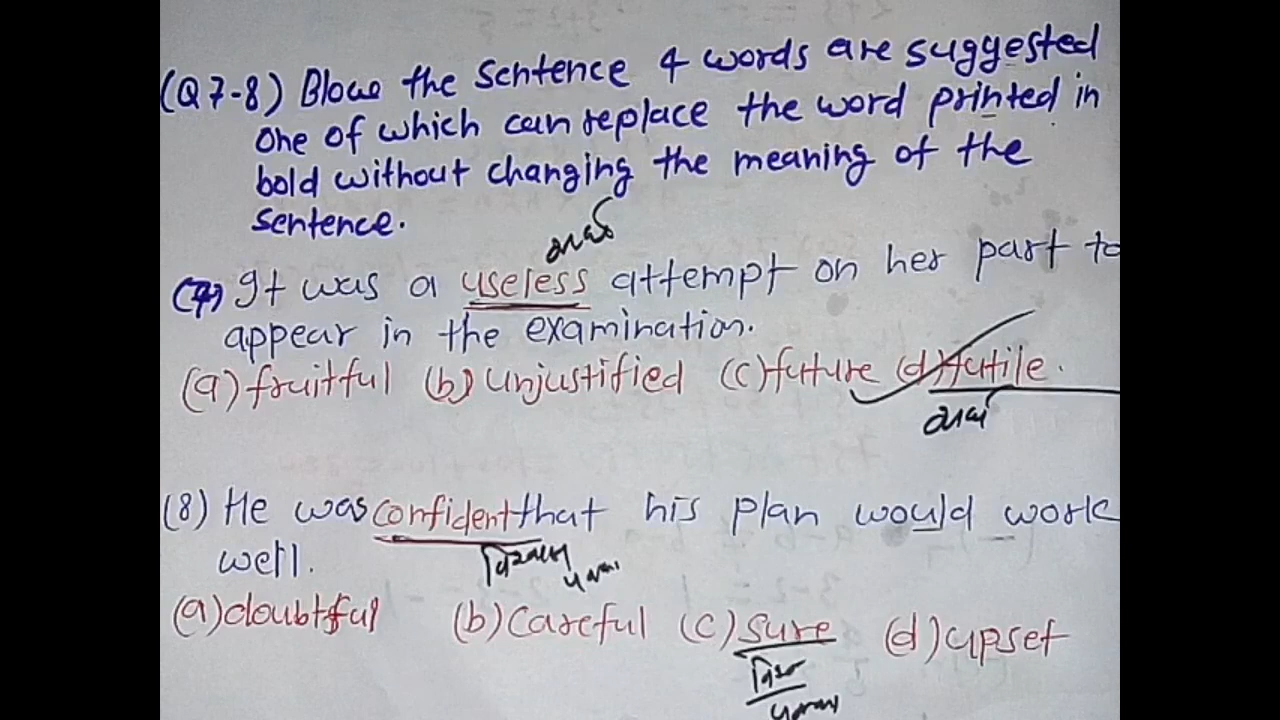 (Q7-8) Blow the sentence 4 words are suggested
one of which can replace the word printed in
bold without changing the meaning of the
sentence.
(7) It was a useless attempt on her part to
appear in the examination.
(a) fruitful (b) unjustified (c) future (d) futile.
(8) He was confident that his plan would work
well.
(a) doubtful (b) Careful (c) sure (d) upset